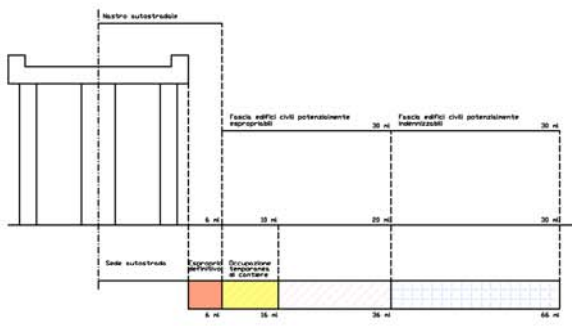 Nastro autostradale
Fascia edifici civili potenzialmente
espropriabili
30 ml
Fascia edifici civili potenzialmente
indennizzabili
30 ml
6 ml
10 ml
20 ml
30 ml
Sede autostrada
Esproprio
definitivo
Occupazione
temporanea
di cantiere
6 ml
16 ml
36 ml
66 ml